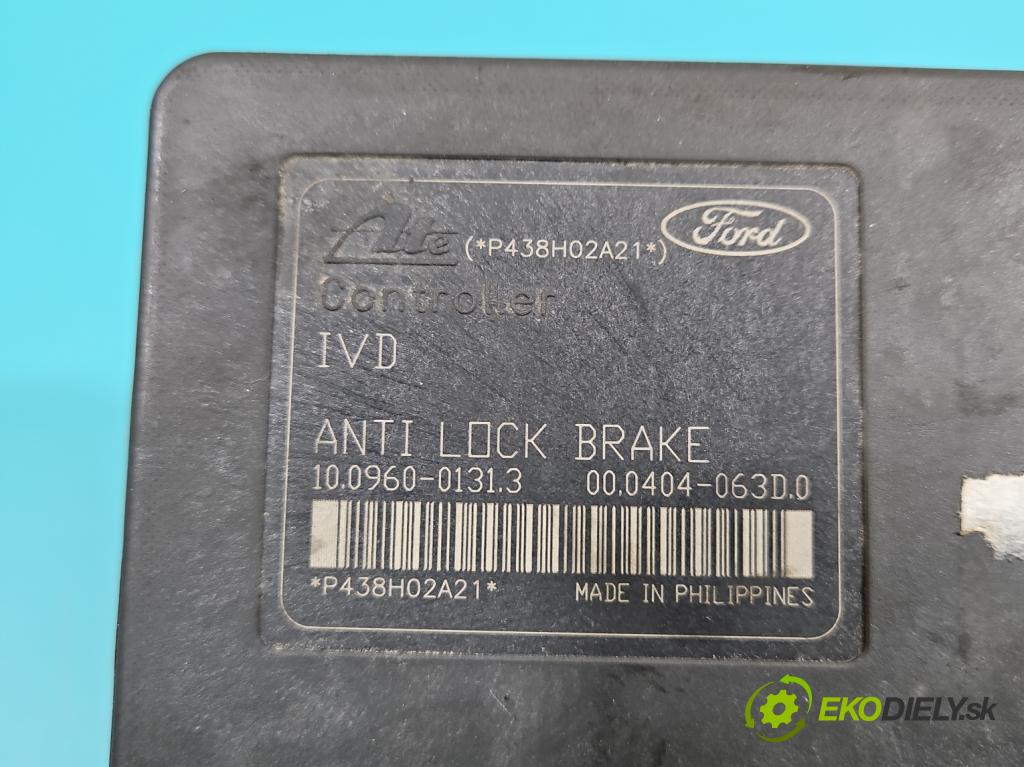 Ate (*P438H02A21*) Ford
Controller
IVD
ANTI LOCK BRAKE
10.0960-0131.3 00.0404-063D.0
*P438H02A21* MADE IN PHILIPPINES
EKODIELY.sk